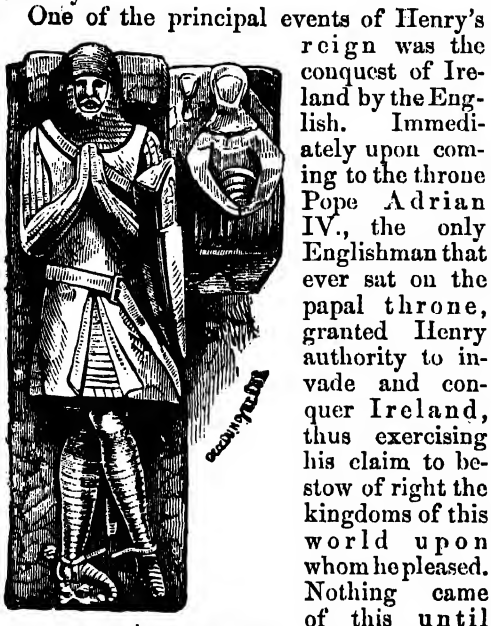 One of the principal events of Henry's
reign was the
conquest of Ire-
land by the Eng-
lish. Immedi-
ately upon com-
ing to the throne
Pope Adrian
IV., the only
Englishman that
ever sat on the
papal throne,
granted Henry
authority to in-
vade and con-
quer Ireland,
thus exercising
his claim to be-
stow of right the
kingdoms of this
world upon
whom he pleased.
Nothing came
of this until